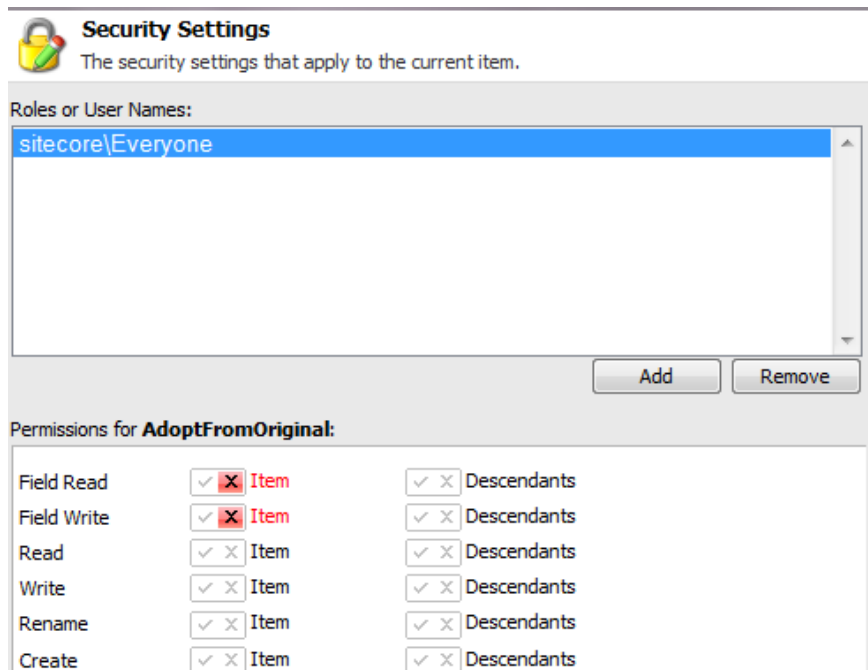 Security Settings
The security settings that apply to the current item.
Roles or User Names:
sitecore\Everyone
Add Remove
Permissions for AdoptFromOriginal:
Field Read Item Descendants
Field Write Item Descendants
Read Item Descendants
Write Item Descendants
Rename Item Descendants
Create Item Descendants